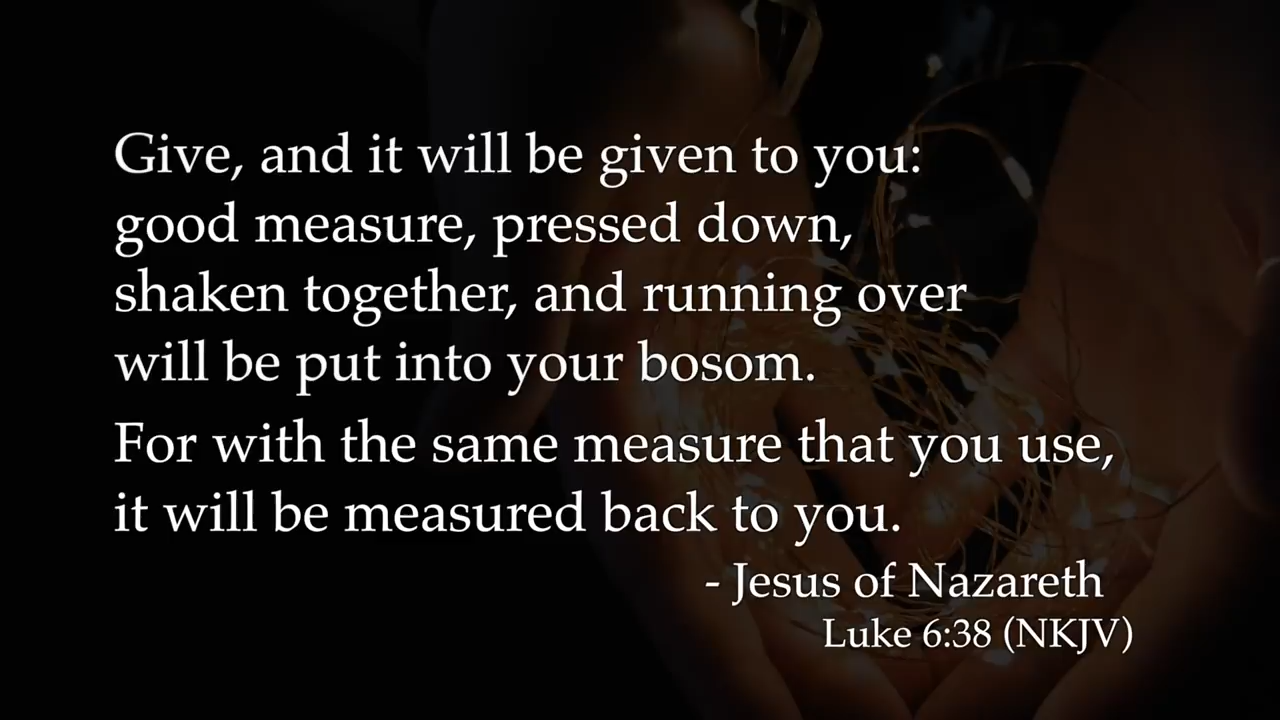 Give, and it will be given to you:
good measure, pressed down,
shaken together, and running over
will be put into your bosom.
For with the same measure that you use,
it will be measured back to you.
- Jesus of Nazareth
Luke 6:38 (NKJV)